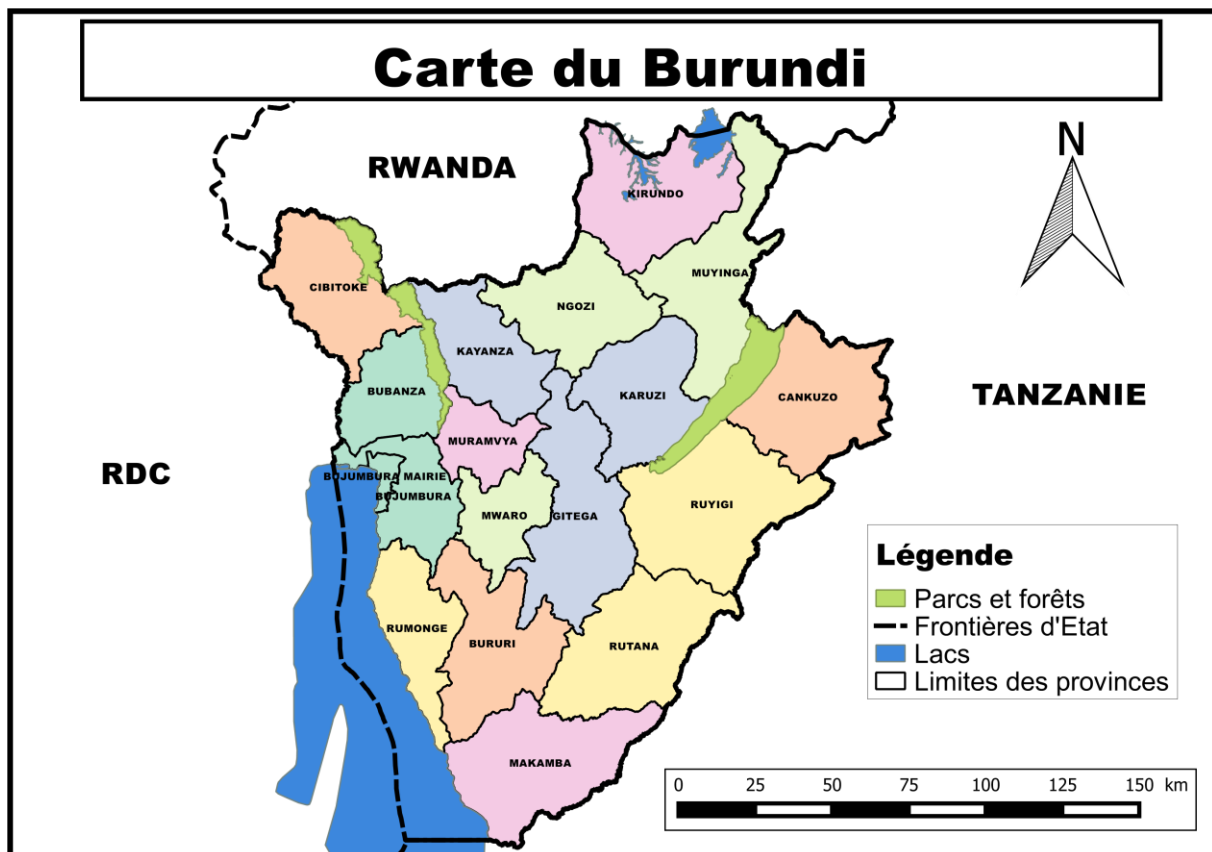 Carte du Burundi
N
RWANDA
KIRUNDO
MUYINGA
CIBITOKE
NGOZI
KAYANZA
BUBANZA
KARUZI
CANKUZO
TANZANIE
MURAMVYA
RDC
BUJUMBURA MAIRIE
BUJUMBURA
MWARO
GITEGA
RUYIGI
RUMONGE
BURURI
RUTANA
MAKAMBA
Légende
Parcs et forêts
Frontières d'Etat
Lacs
Limites des provinces
0 25 50 75 100 125 150 km